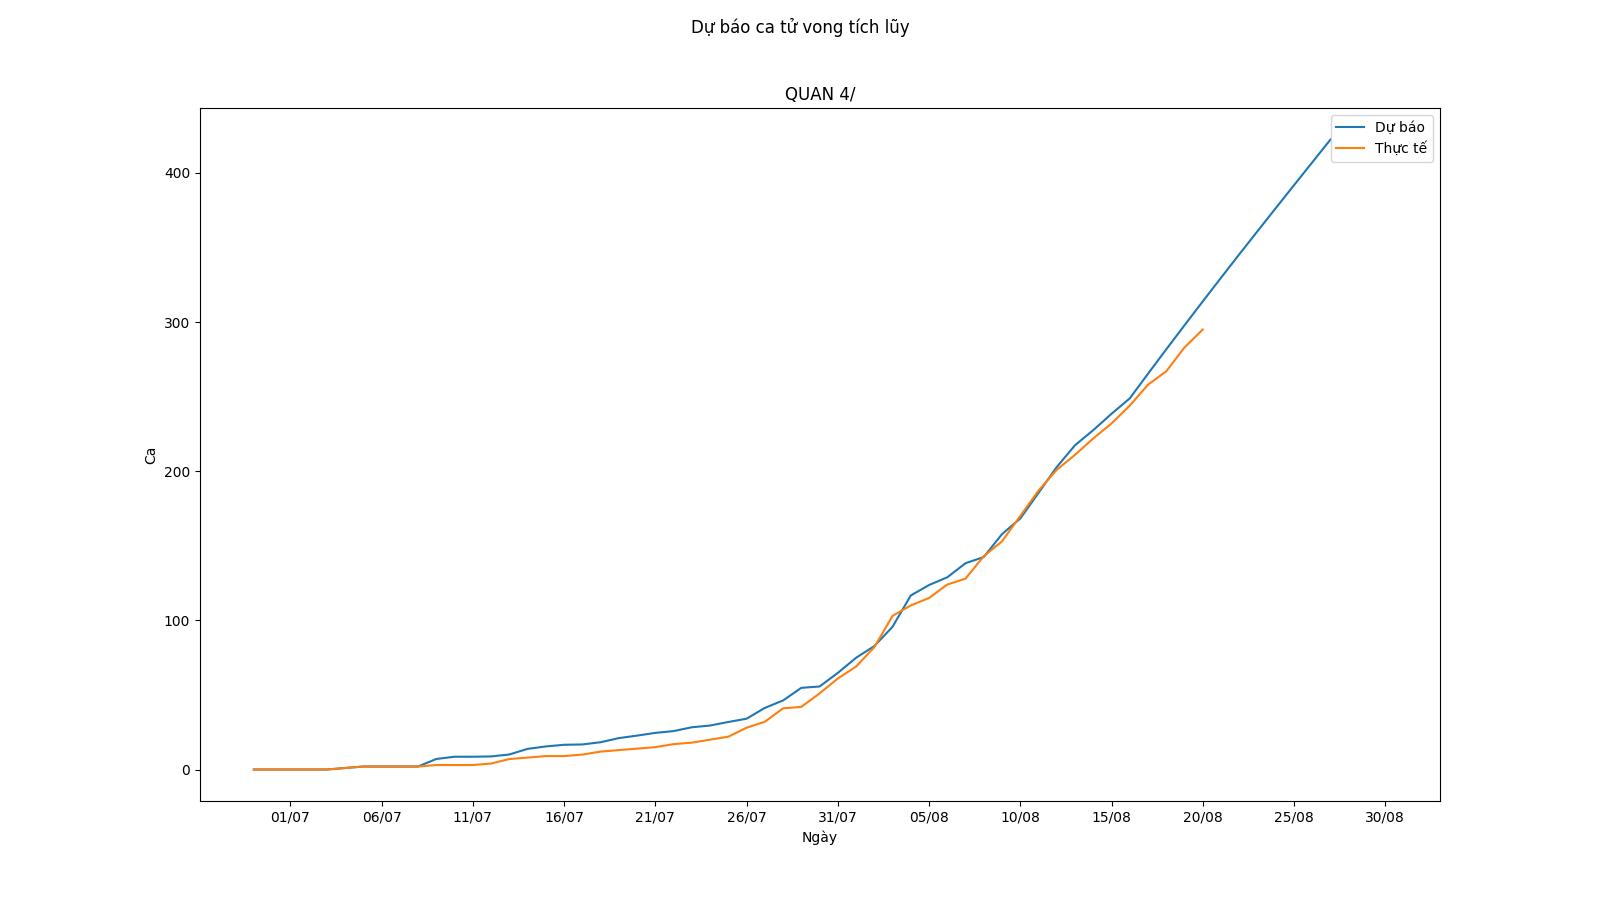 Dự báo ca tử vong tích lũy
QUAN 4/
Dự báo
Thực tế
400
300
200
100
0
Ca
01/07 06/07 11/07 16/07 21/07 26/07 31/07 05/08 10/08 15/08 20/08 25/08 30/08
Ngày